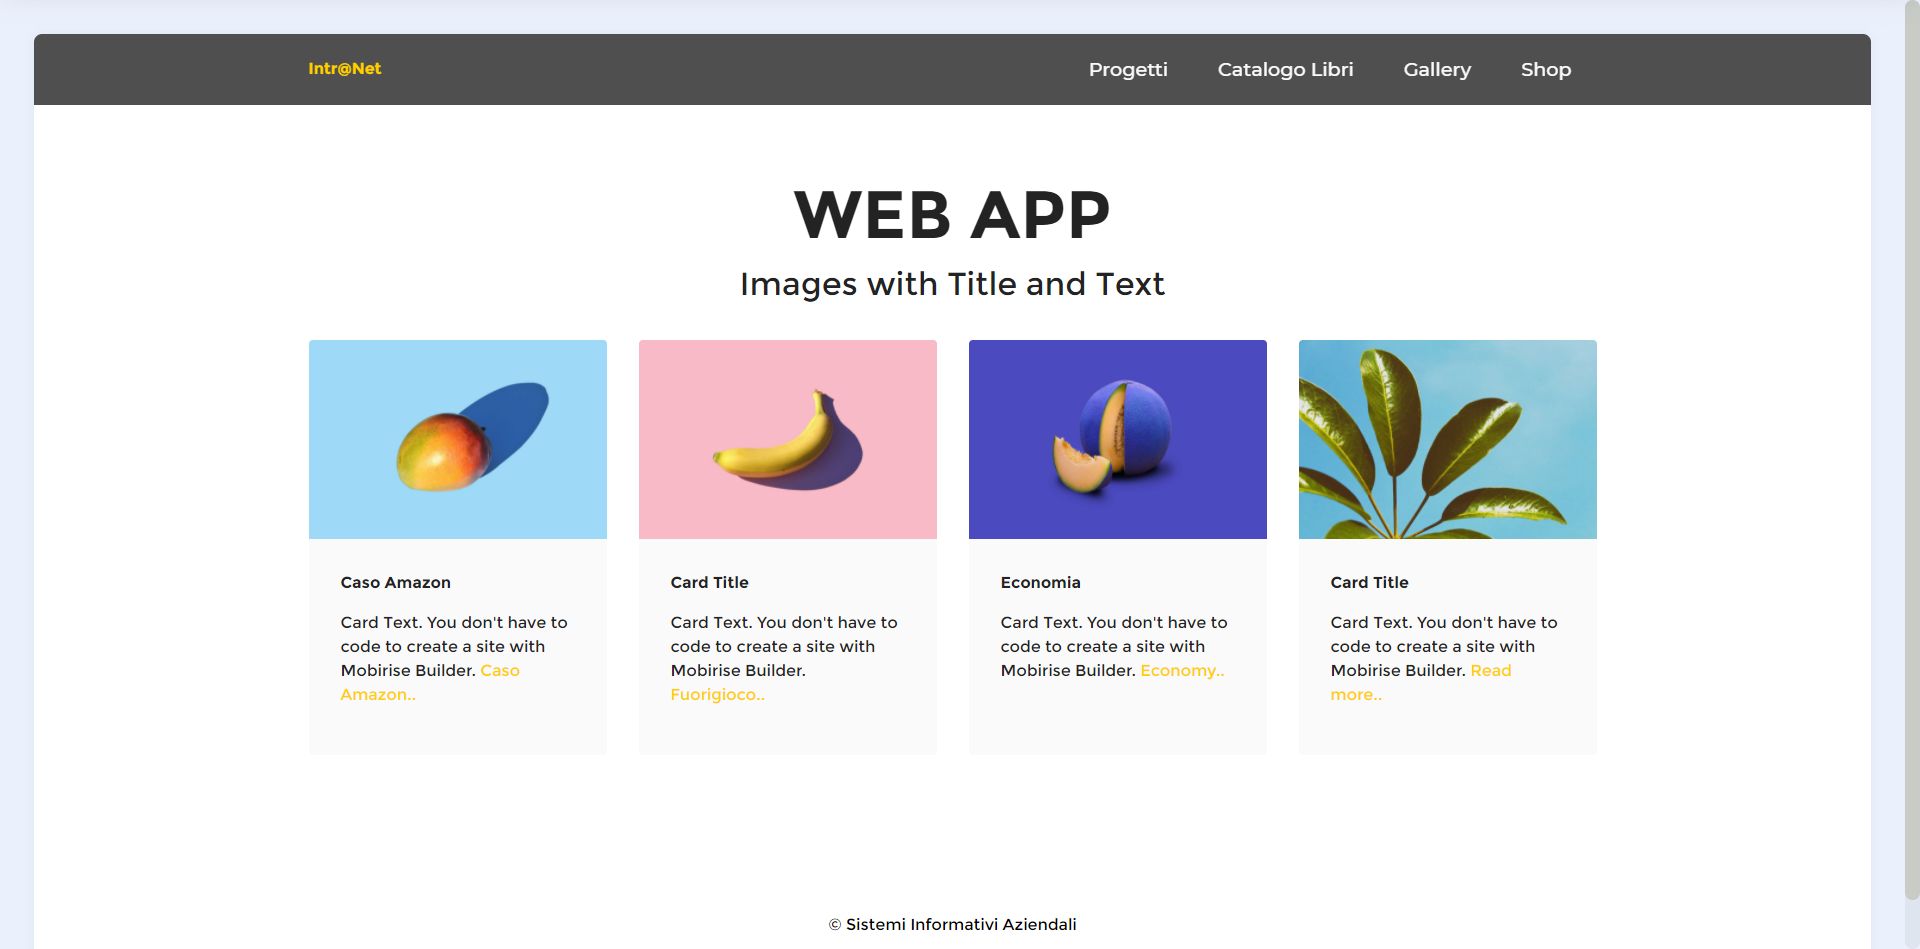 Intr@Net
Progetti
Catalogo Libri
Gallery
Shop
WEB APP
Images with Title and Text
Caso Amazon
Card Text. You don't have to
code to create a site with
Mobirise Builder. Caso
Amazon..
Card Title
Card Text. You don't have to
code to create a site with
Mobirise Builder.
Fuorigioco..
Economia
Card Text. You don't have to
code to create a site with
Mobirise Builder. Economy..
Card Title
Card Text. You don't have to
code to create a site with
Mobirise Builder. Read
more..
© Sistemi Informativi Aziendali